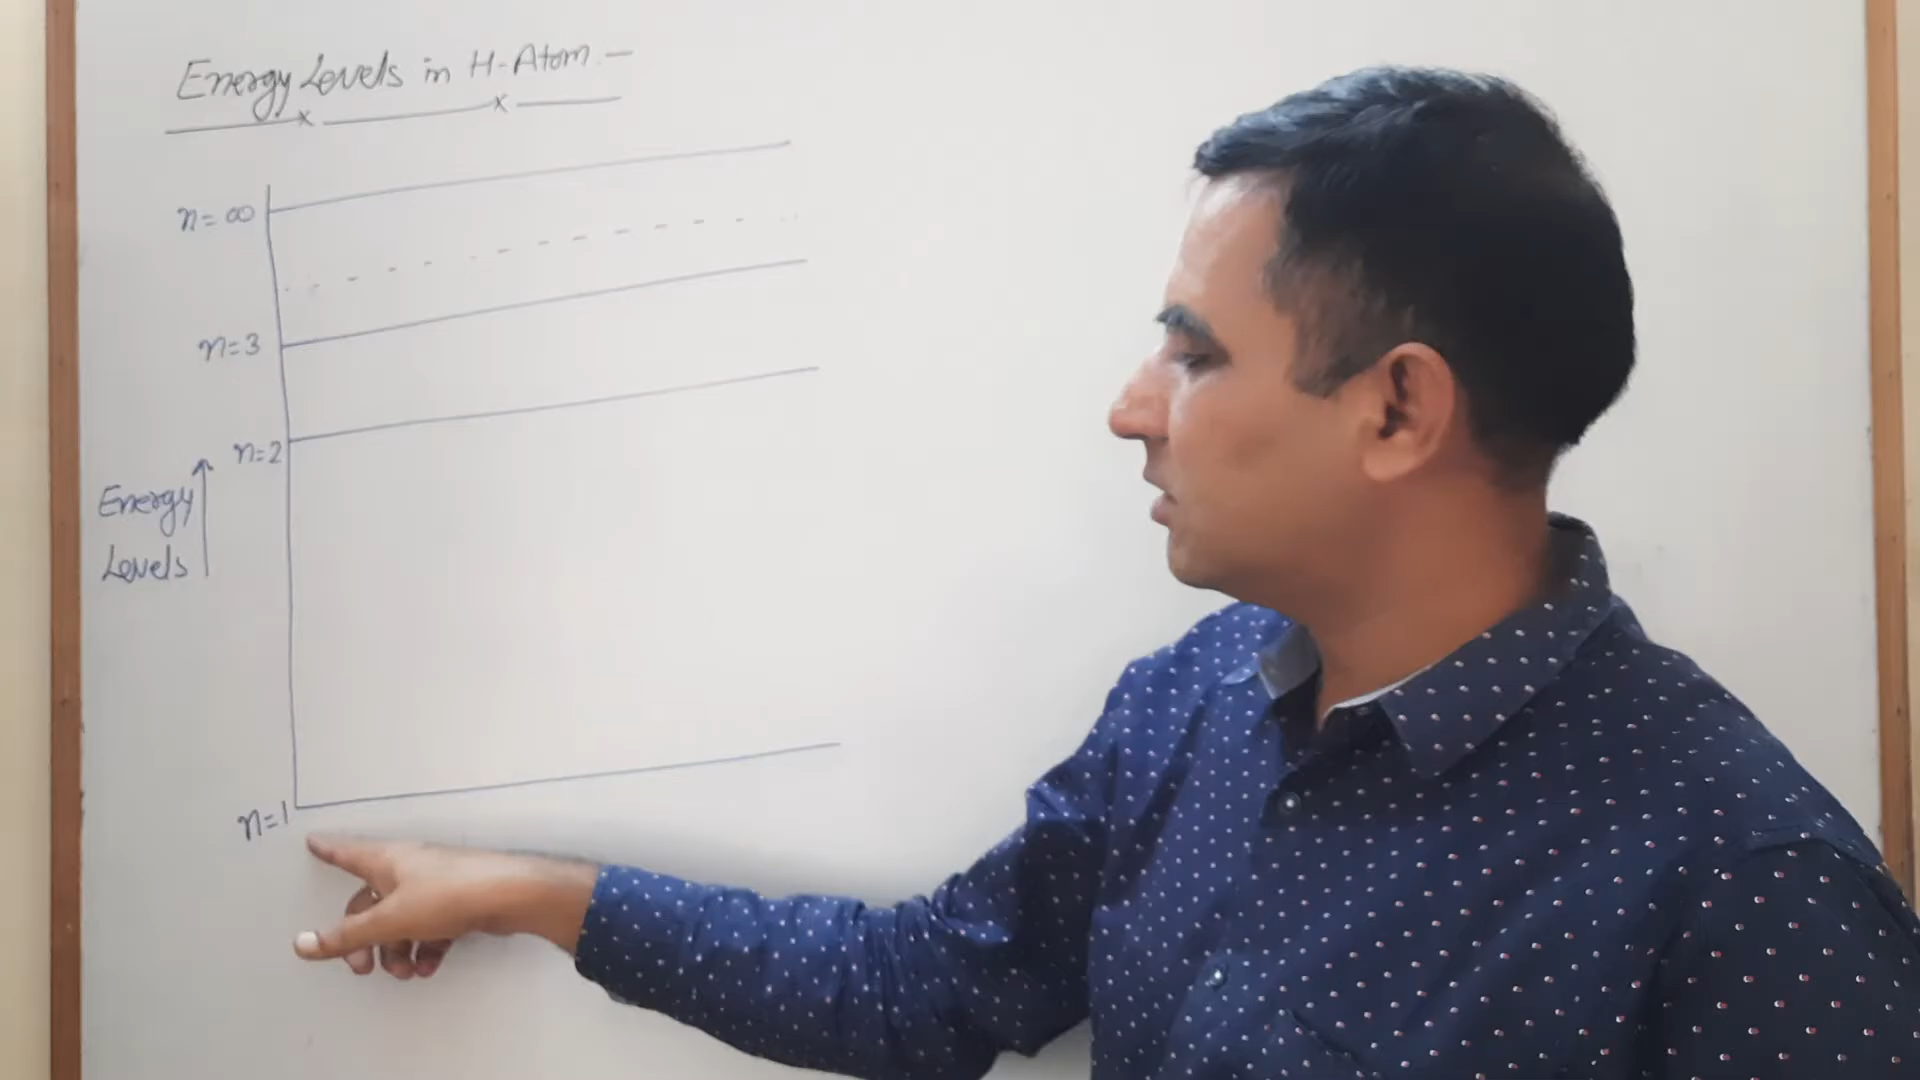 Energy Levels in H-Atom.-
n=∞
n=3
n=2
Energy
Levels
n=1